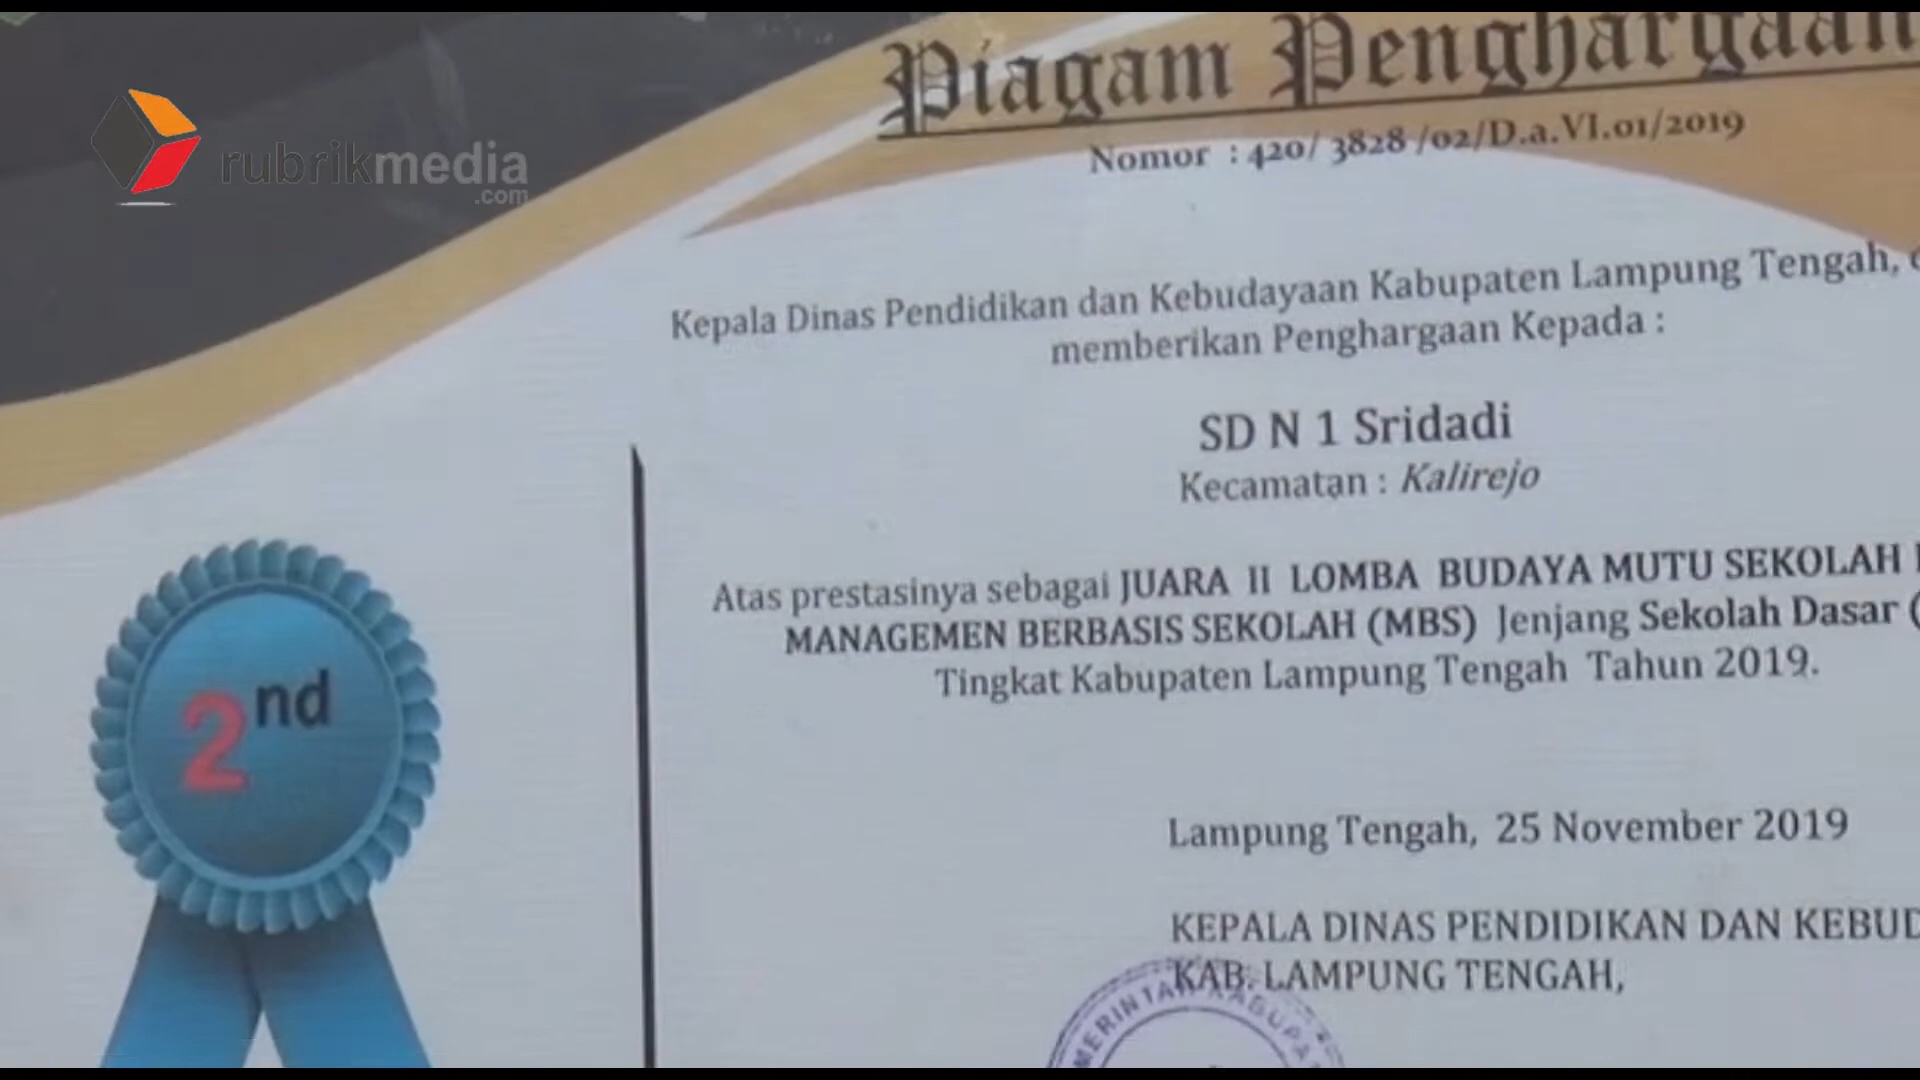 Piagam Penghargaan
Nomor : 420/ 3828 /02/D.a.VI.01/2019
rubrikmedia
.com
Kepala Dinas Pendidikan dan Kebudayaan Kabupaten Lampung Tengah,
memberikan Penghargaan Kepada :
SD N 1 Sridadi
Kecamatan : Kalirejo
Atas prestasinya sebagai JUARA II LOMBA BUDAYA MUTU SEKOLAH
MANAGEMEN BERBASIS SEKOLAH (MBS) Jenjang Sekolah Dasar (
Tingkat Kabupaten Lampung Tengah Tahun 2019.
2nd
Lampung Tengah, 25 November 2019
KEPALA DINAS PENDIDIKAN DAN KEBUD
KAB. LAMPUNG TENGAH,
MERINTAH KABUPA